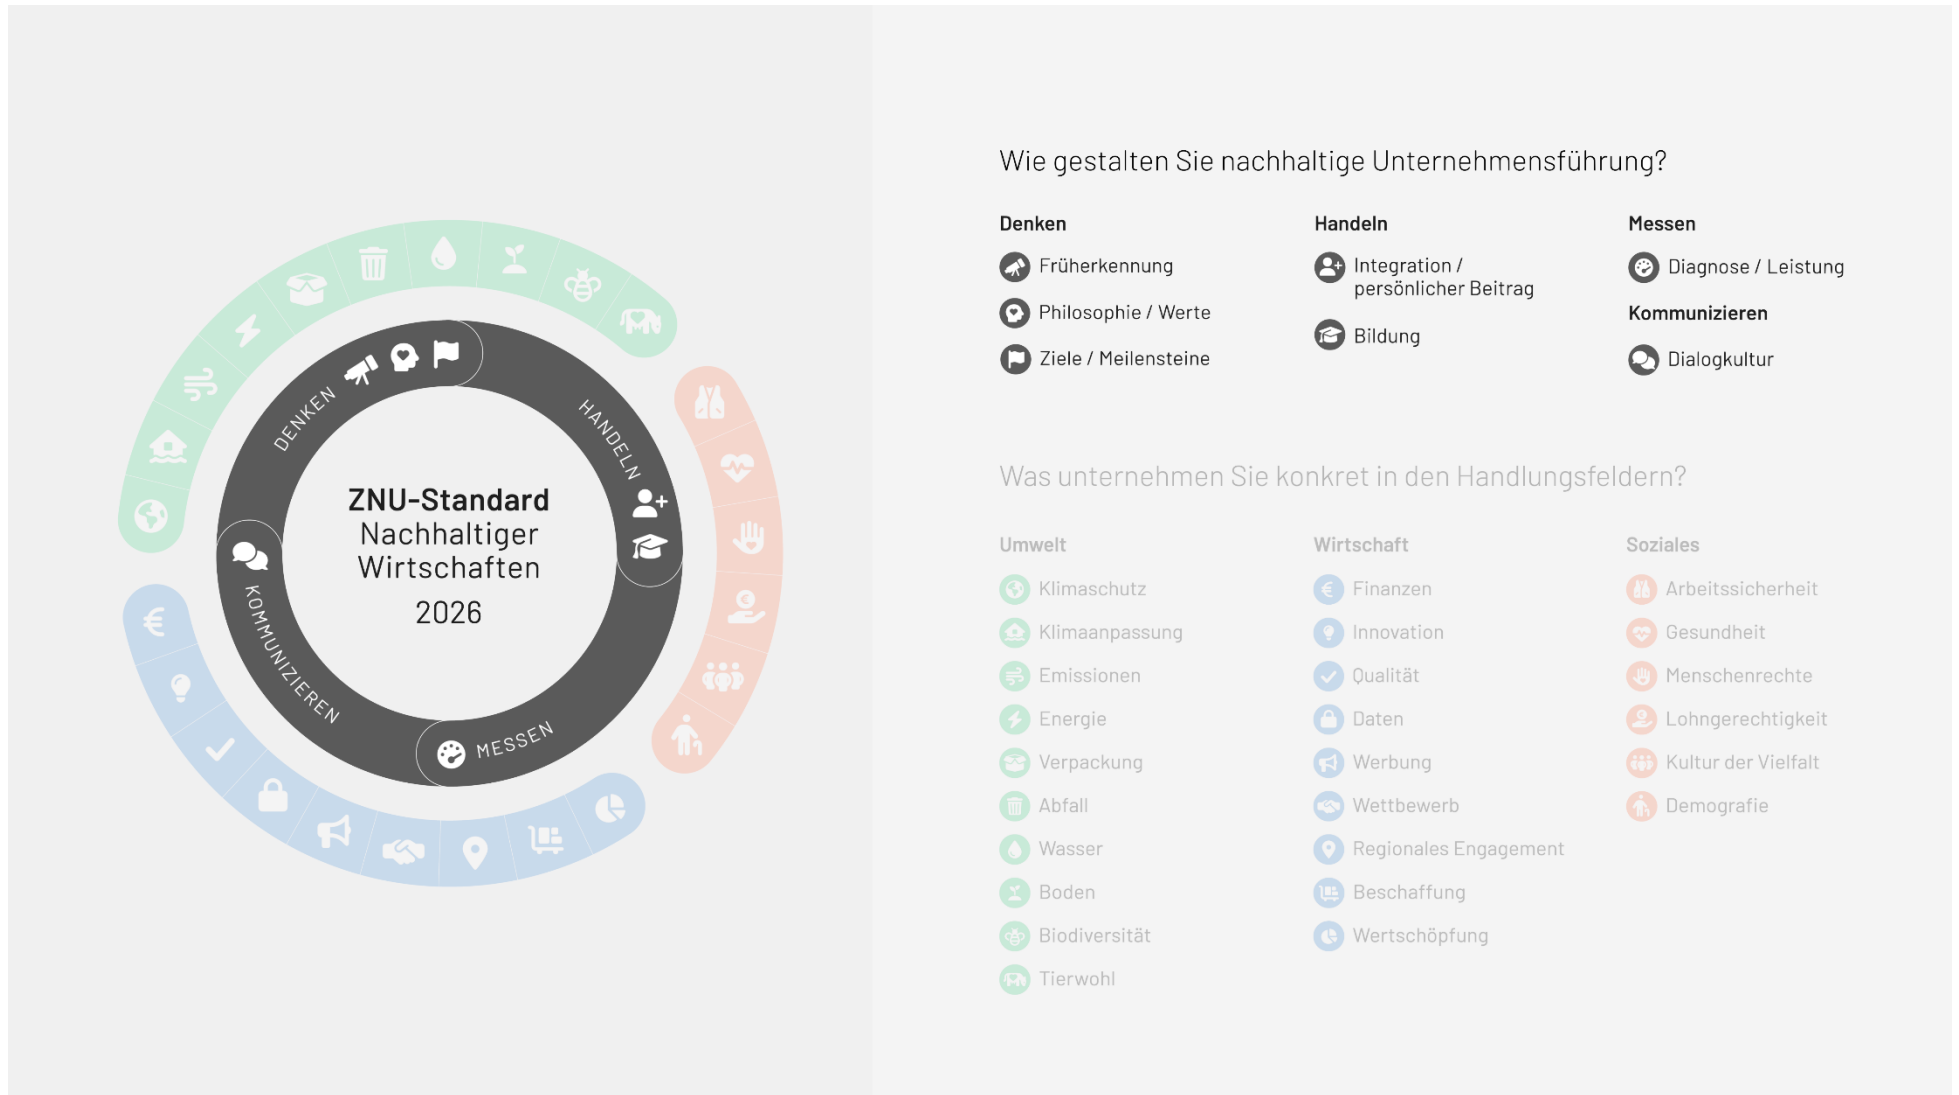 DENKEN
HANDELN
MESSEN
KOMMUNIZIEREN
ZNU-Standard
Nachhaltiger
Wirtschaften
2026
Wie gestalten Sie nachhaltige Unternehmensführung?
Denken
Früherkennung
Philosophie / Werte
Ziele / Meilensteine
Handeln
Integration /
persönlicher Beitrag
Bildung
Messen
Diagnose / Leistung
Kommunizieren
Dialogkultur
Was unternehmen Sie konkret in den Handlungsfeldern?
Umwelt
Klimaschutz
Klimaanpassung
Emissionen
Energie
Verpackung
Abfall
Wasser
Boden
Biodiversität
Tierwohl
Wirtschaft
Finanzen
Innovation
Qualität
Daten
Werbung
Wettbewerb
Regionales Engagement
Beschaffung
Wertschöpfung
Soziales
Arbeitssicherheit
Gesundheit
Menschenrechte
Lohngerechtigkeit
Kultur der Vielfalt
Demografie